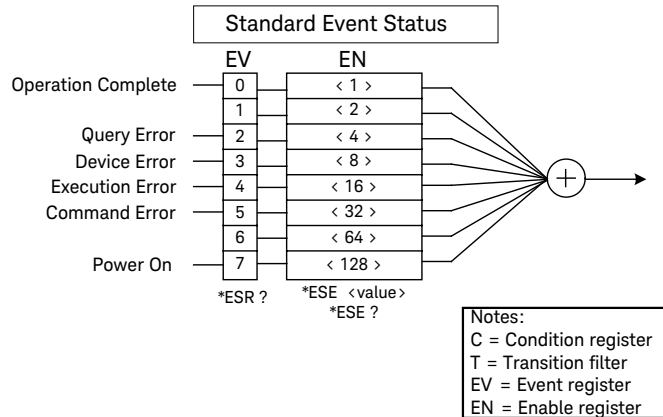 Standard Event Status
EV EN
Operation Complete 0 < 1 >
1 < 2 >
Query Error 2 < 4 >
Device Error 3 < 8 >
Execution Error 4 < 16 >
Command Error 5 < 32 >
6 < 64 >
Power On 7 < 128 >
*ESR ? *ESE <value>
*ESE ?
+
Notes:
C = Condition register
T = Transition filter
EV = Event register
EN = Enable register